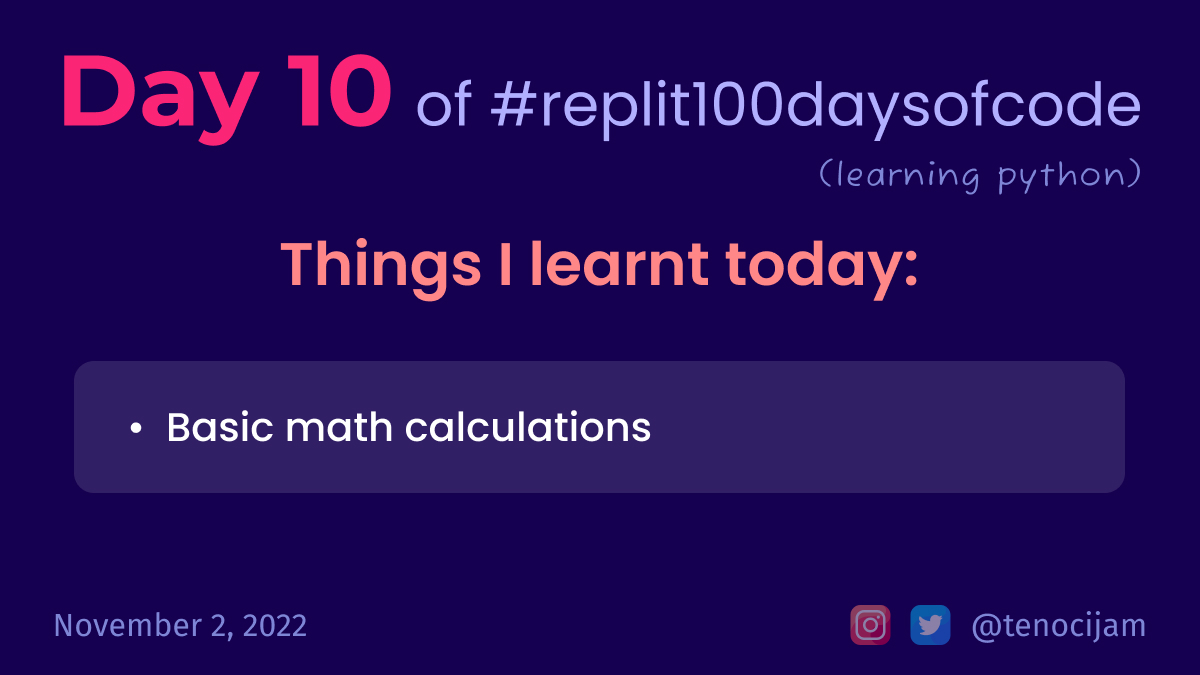 Day 10 of #replit100daysofcode
(learning python)
Things I learnt today:
• Basic math calculations
November 2, 2022 @tenocijam